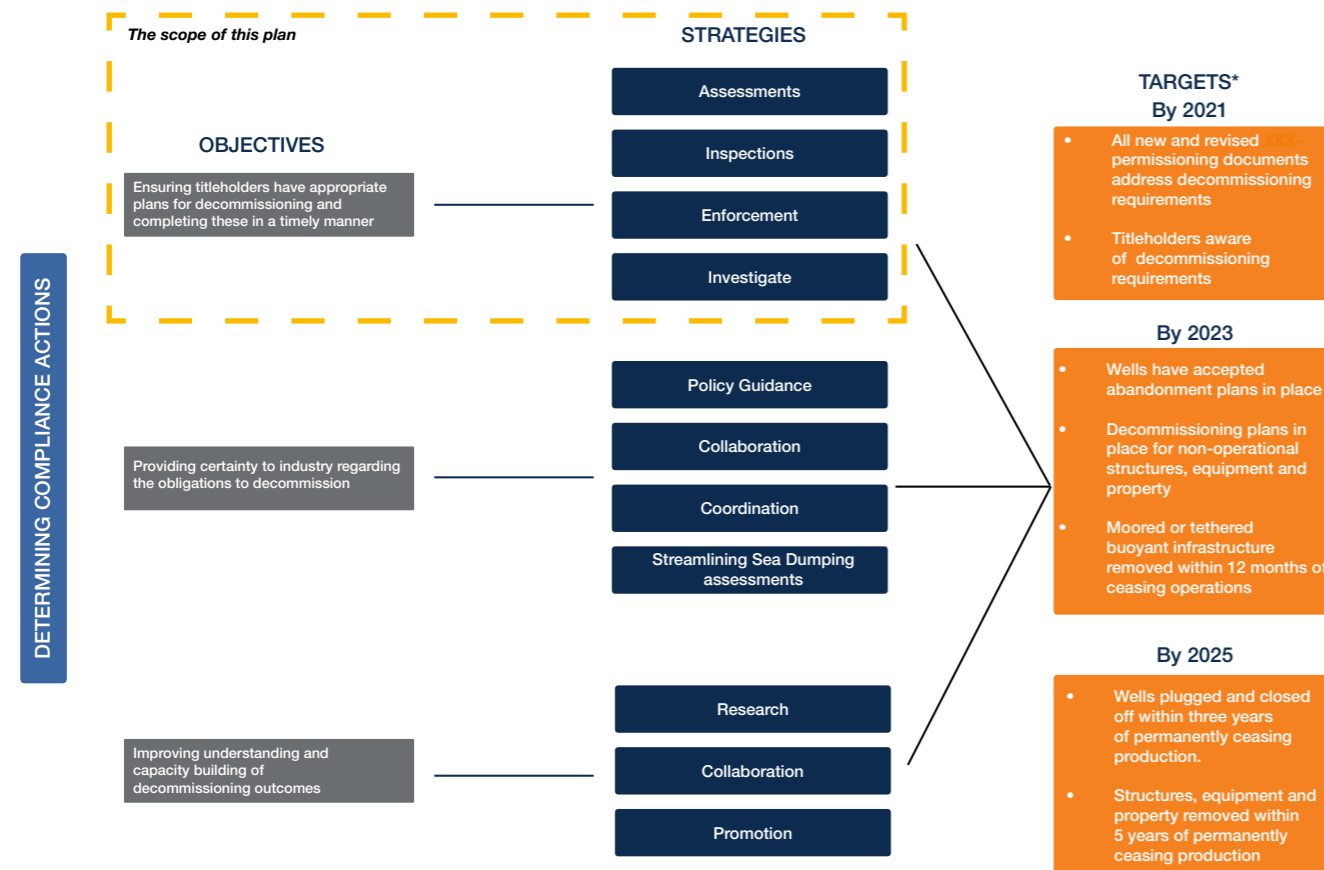 The scope of this plan
STRATEGIES
Assessments
Inspections
Enforcement
Investigate
OBJECTIVES
Ensuring titleholders have appropriate
plans for decommissioning and
completing these in a timely manner
DETERMINING COMPLIANCE ACTIONS
Policy Guidance
Collaboration
Coordination
Streamlining Sea Dumping
assessments
Providing certainty to industry regarding
the obligations to decommission
Research
Collaboration
Promotion
Improving understanding and
capacity building of
decommissioning outcomes
TARGETS*
By 2021
• All new and revised XXX-
permissioning documents
address decommissioning
requirements
• Titleholders aware
of decommissioning
requirements
By 2023
• Wells have accepted
abandonment plans in place
• Decommissioning plans in
place for non-operational
structures, equipment and
property
• Moored or tethered
buoyant infrastructure
removed within 12 months of
ceasing operations
By 2025
• Wells plugged and closed
off within three years
of permanently ceasing
production.
• Structures, equipment and
property removed within
5 years of permanently
ceasing production